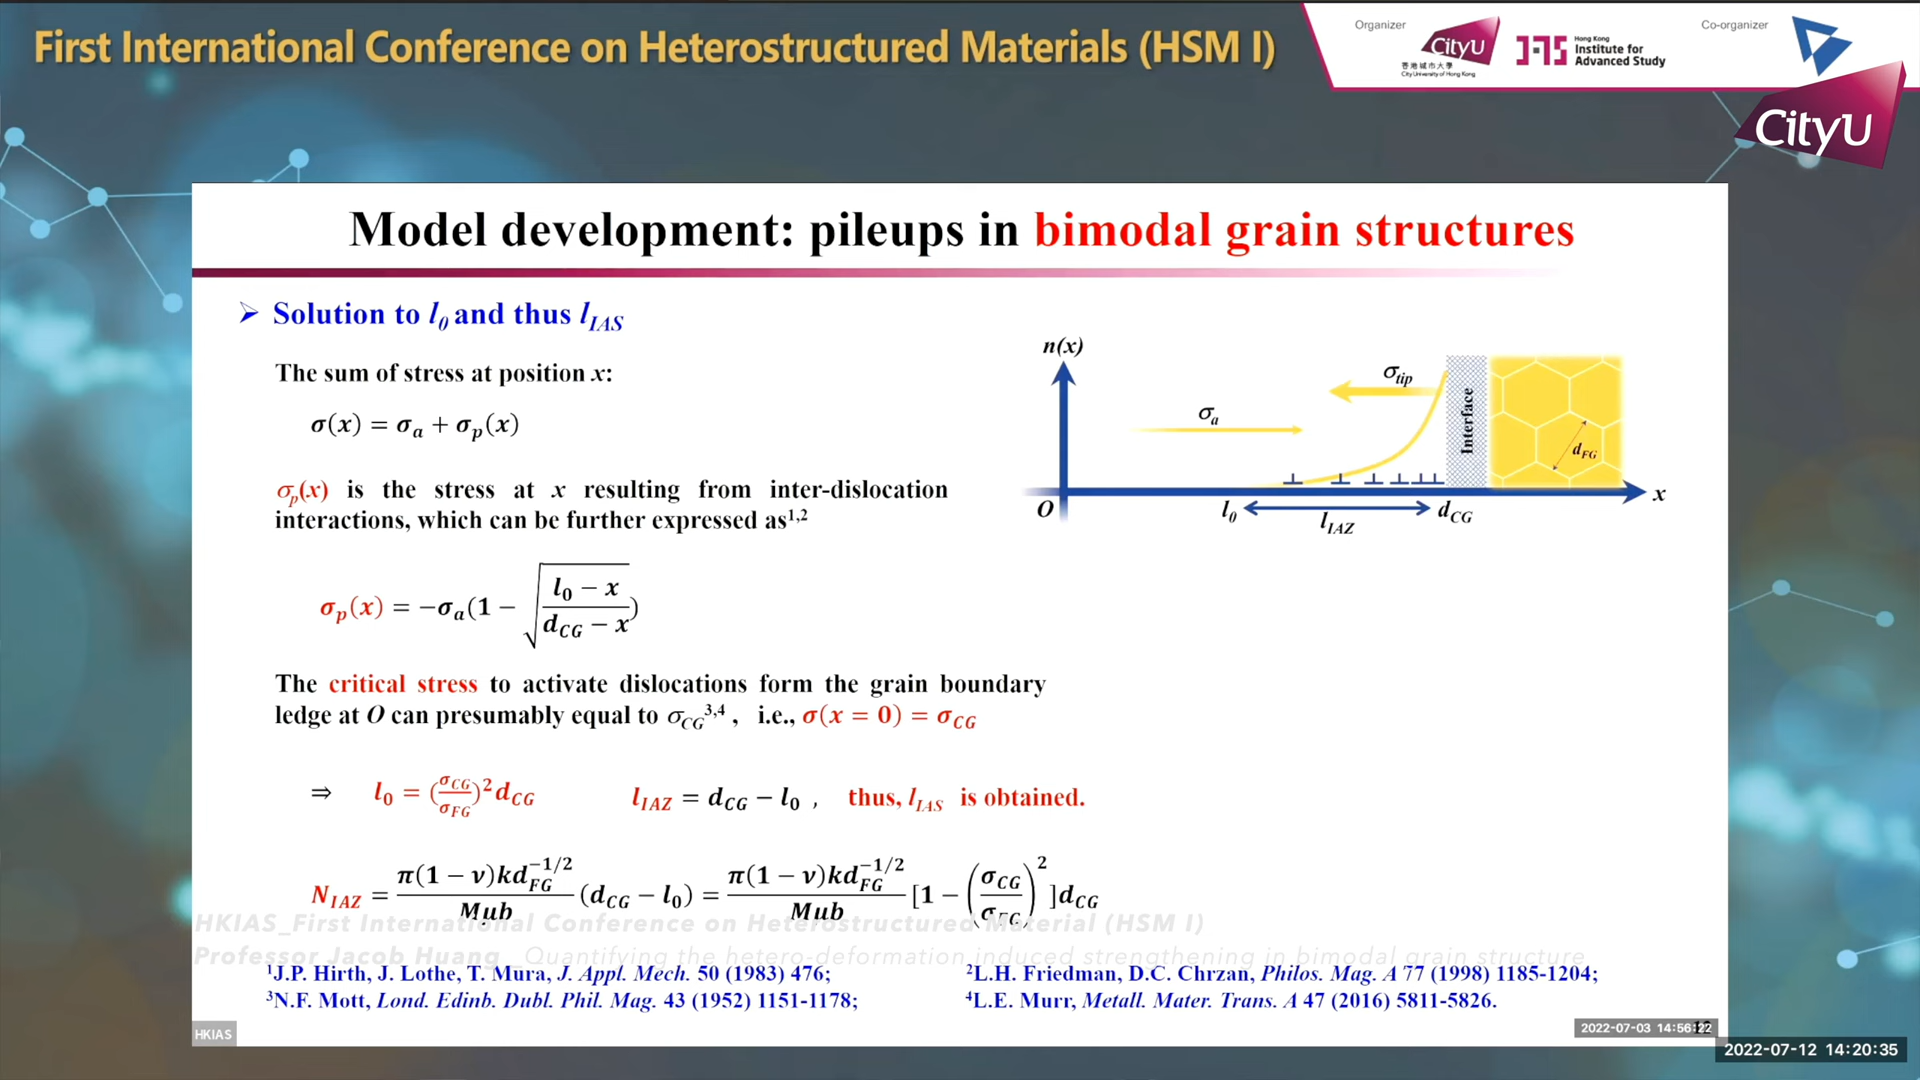 First International Conference on Heterostructured Materials (HSM I)
Organizer
CityU
香港城市大學
City University of Hong Kong
Hong Kong
Institute for
Advanced Study
Co-organizer
CityU
Model development: pileups in bimodal grain structures
➢ Solution to l₀ and thus l_IAS
The sum of stress at position x:
σ(x) = σ_a + σ_p(x)
σ_p(x) is the stress at x resulting from inter-dislocation
interactions, which can be further expressed as¹,²
σ_p(x) = −σ_a(1 − √((l₀ − x)/(d_CG − x)))
The critical stress to activate dislocations form the grain boundary
ledge at O can presumably equal to σ_CG³,⁴ , i.e., σ(x = 0) = σ_CG
⇒ l₀ = (σ_CG/σ_FG)² d_CG l_IAZ = d_CG − l₀ , thus, l_IAS is obtained.
N_IAZ = π(1 − ν)kd_FG^(−1/2)/(Mμb) (d_CG − l₀) = π(1 − ν)kd_FG^(−1/2)/(Mub) [1 − (σ_CG/σ_FG)²]d_CG
n(x)
σ_tip
σ_a
Interface
d_FG
x
O
l₀
l_IAZ
d_CG
HKIAS_First International Conference on Heterostructured Material (HSM I)
Professor Jacob Huang _ Quantifying the hetero-deformation induced strengthening in bimodal grain structure
¹J.P. Hirth, J. Lothe, T. Mura, J. Appl. Mech. 50 (1983) 476;
²L.H. Friedman, D.C. Chrzan, Philos. Mag. A 77 (1998) 1185-1204;
³N.F. Mott, Lond. Edinb. Dubl. Phil. Mag. 43 (1952) 1151-1178;
⁴L.E. Murr, Metall. Mater. Trans. A 47 (2016) 5811-5826.
HKIAS
2022-07-03 14:56:22
12
2022-07-12 14:20:35